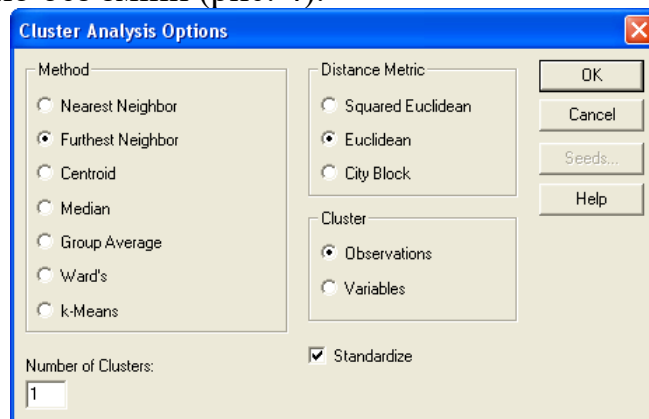 Cluster Analysis Options
Method
Nearest Neighbor
Furthest Neighbor
Centroid
Median
Group Average
Ward's
k-Means
Number of Clusters:
1
Distance Metric
Squared Euclidean
Euclidean
City Block
Cluster
Observations
Variables
Standardize
OK
Cancel
Seeds...
Help